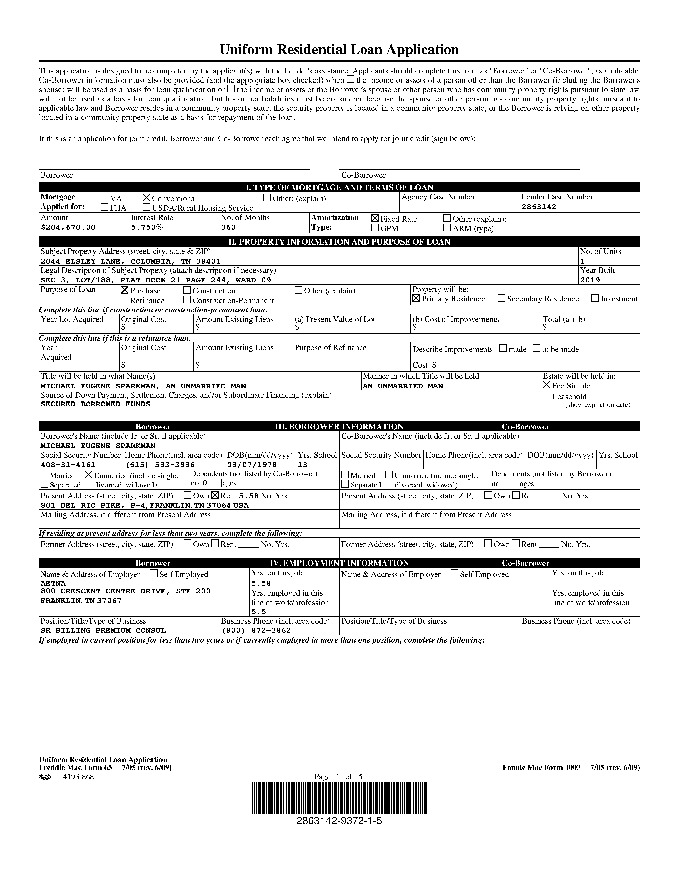 Uniform Residential Loan Application
This application is designed to be completed by the applicant(s) with the Lender's assistance. Applicants should complete this form as "Borrower" or "Co-Borrower", as applicable.
Co-Borrower information must also be provided (and the appropriate box checked) when the income or assets of a person other than the Borrower (including the Borrower's
spouse) will be used as a basis for loan qualification or the income or assets of the Borrower's spouse or other person who has community property rights pursuant to state law
will not be used as a basis for loan qualification, but his or her liabilities must be considered because the spouse or other person has community property rights pursuant to
applicable law and Borrower resides in a community property state, the security property is located in a community property state, or the Borrower is relying on other property
located in a community property state as a basis for repayment of the loan.
If this is an application for joint credit, Borrower and Co-Borrower each agree that we intend to apply for joint credit (sign below):
Borrower Co-Borrower
I. TYPE OF MORTGAGE AND TERMS OF LOAN
Mortgage VA Conventional Other (explain): Agency Case Number Lender Case Number
Applied for: FHA USDA/Rural Housing Service 2863142
Amount Interest Rate No. of Months Amortization Fixed Rate Other (explain):
$204,670.00 5.750% 360 Type: GPM ARM (type):
II. PROPERTY INFORMATION AND PURPOSE OF LOAN
Subject Property Address (street, city, state & ZIP) No. of Units
2044 ELSLEY LANE, COLUMBIA, TN 38401 1
Legal Description of Subject Property (attach description if necessary) Year Built
SEC 3, LOT/188, PLAT BOOK 21 PAGE 244, WARD 09 2019
Purpose of Loan Purchase Construction Other (explain): Property will be:
Refinance Construction-Permanent Primary Residence Secondary Residence Investment
Complete this line if construction or construction-permanent loan.
Year Lot Acquired Original Cost Amount Existing Liens (a) Present Value of Lot (b) Cost of Improvements Total (a + b)
$ $ $ $ $
Complete this line if this is a refinance loan.
Year Original Cost Amount Existing Liens Purpose of Refinance Describe Improvements made to be made
Acquired
$ $ Cost: $
Title will be held in what Name(s) Manner in which Title will be held Estate will be held in:
MICHAEL EUGENE SPARKMAN, AN UNMARRIED MAN AN UNMARRIED MAN Fee Simple
Source of Down Payment, Settlement Charges, and/or Subordinate Financing (explain) Leasehold
SECURED BORROWED FUNDS (show expiration date)
Borrower III. BORROWER INFORMATION Co-Borrower
Borrower's Name (include Jr. or Sr. if applicable) Co-Borrower's Name (include Jr. or Sr. if applicable)
MICHAEL EUGENE SPARKMAN
Social Security Number Home Phone (incl. area code) DOB (mm/dd/yyyy) Yrs. School Social Security Number Home Phone (incl. area code) DOB (mm/dd/yyyy) Yrs. School
408-31-4161 (615) 533-3936 03/07/1978 13
Married Unmarried (include single, Dependents (not listed by Co-Borrower) Married Unmarried (include single, Dependents (not listed by Borrower)
Separated divorced, widowed) no. 0 ages Separated divorced, widowed) no. ages
Present Address (street, city, state, ZIP) Own Rent 5.58 No. Yrs. Present Address (street, city, state, ZIP) Own Rent No. Yrs.
901 DEL RIO PIKE, P-4, FRANKLIN, TN 37064 USA
Mailing Address, if different from Present Address Mailing Address, if different from Present Address
If residing at present address for less than two years, complete the following:
Former Address (street, city, state, ZIP) Own Rent No. Yrs. Former Address (street, city, state, ZIP) Own Rent No. Yrs.
Borrower IV. EMPLOYMENT INFORMATION Co-Borrower
Name & Address of Employer Self Employed Yrs. on this job Name & Address of Employer Self Employed Yrs. on this job
AETNA 5.58
800 CRESCENT CENTRE DRIVE, STE 200 Yrs. employed in this Yrs. employed in this
FRANKLIN, TN 37067 line of work/profession line of work/profession
5.5
Position/Title/Type of Business Business Phone (incl. area code) Position/Title/Type of Business Business Phone (incl. area code)
SR BILLING PREMIUM CONSUL (800) 872-3862
If employed in current position for less than two years or if currently employed in more than one position, complete the following:
Uniform Residential Loan Application
Freddie Mac Form 65 7/05 (rev. 6/09) Fannie Mae Form 1003 7/05 (rev. 6/09)
Page 1 of 5
2863142-9372-1-5